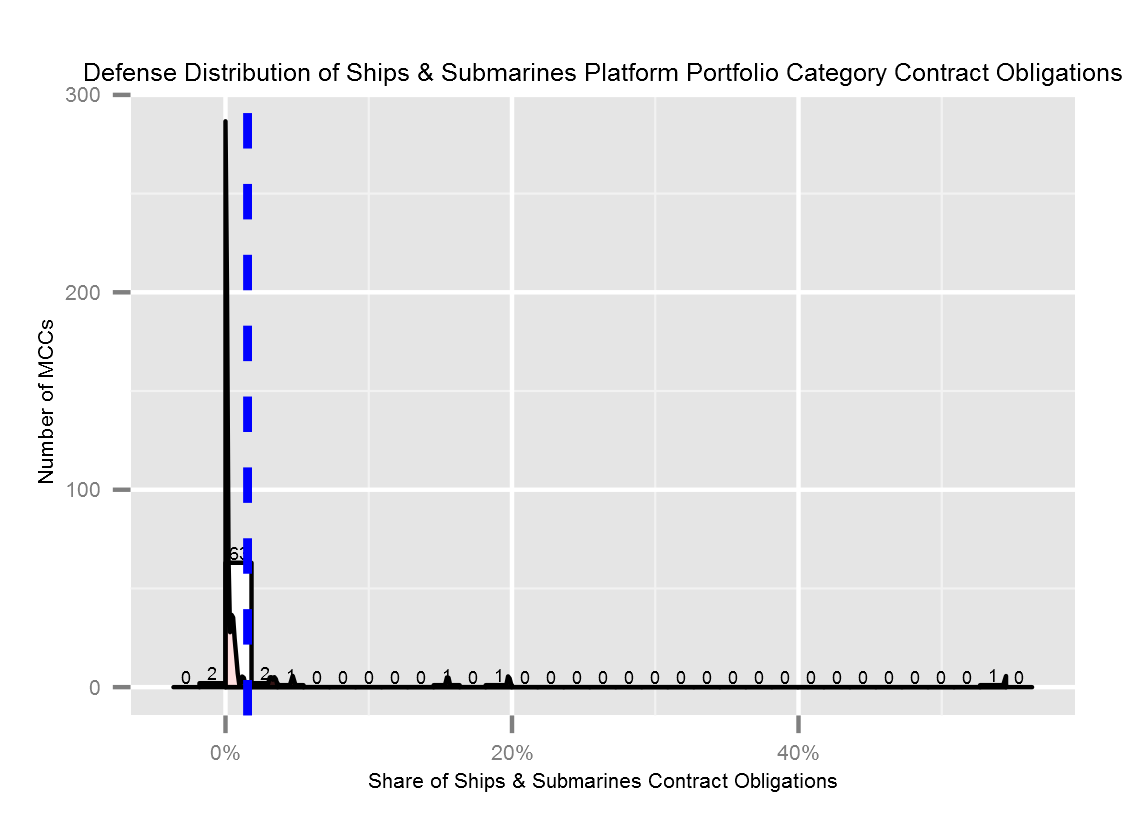 Defense Distribution of Ships & Submarines Platform Portfolio Category Contract Obligations
300
200
100
0
Number of MCCs
63
0 2 2 1 0 0 0 0 0 1 0 1 0 0 0 0 0 0 0 0 0 0 0 0 0 0 0 0 0 0 1 0
0% 20% 40%
Share of Ships & Submarines Contract Obligations